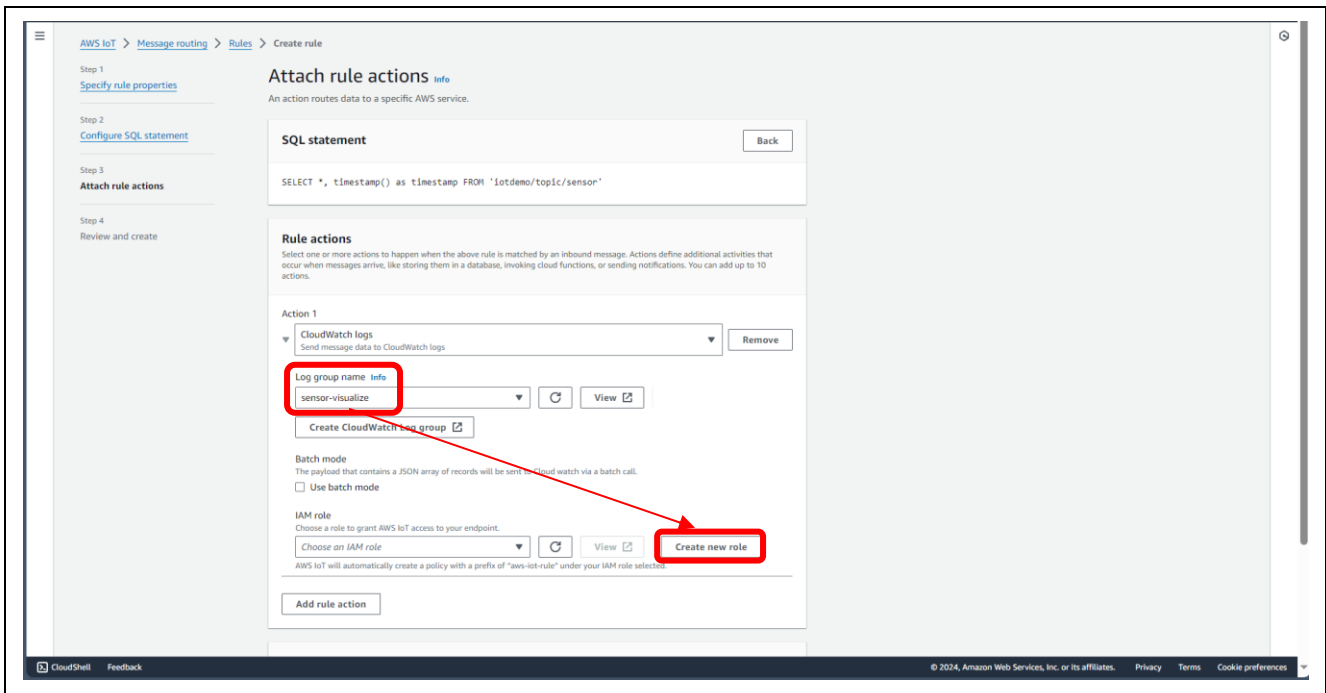 AWS IoT > Message routing > Rules > Create rule
Step 1
Specify rule properties
Step 2
Configure SQL statement
Step 3
Attach rule actions
Step 4
Review and create
Attach rule actions Info
An action routes data to a specific AWS service.
SQL statement
Back
SELECT *, timestamp() as timestamp FROM 'iotdemo/topic/sensor'
Rule actions
Select one or more actions to happen when the above rule is matched by an inbound message. Actions define additional activities that
occur when messages arrive, like storing them in a database, invoking cloud functions, or sending notifications. You can add up to 10
actions.
Action 1
CloudWatch logs
Send message data to CloudWatch logs
Remove
Log group name Info
sensor-visualize
View
Create CloudWatch Log group
Batch mode
The payload that contains a JSON array of records will be sent to Cloud watch via a batch call.
Use batch mode
IAM role
Choose a role to grant AWS IoT access to your endpoint.
Choose an IAM role
View
Create new role
AWS IoT will automatically create a policy with a prefix of "aws-iot-rule" under your IAM role selected.
Add rule action
CloudShell Feedback © 2024, Amazon Web Services, Inc. or its affiliates. Privacy Terms Cookie preferences